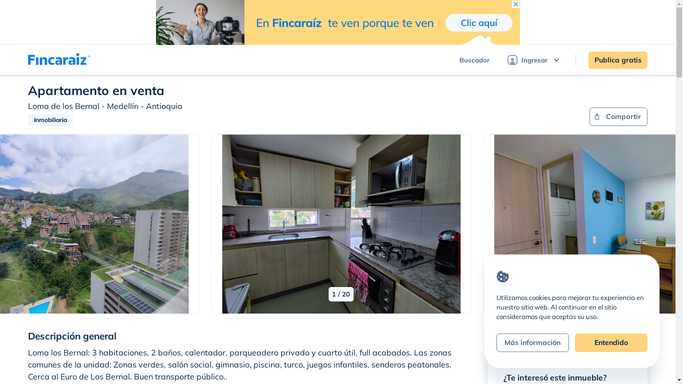 En Fincaraíz te ven porque te ven
Clic aquí
Fincaraíz
Buscador
Ingresar
Publica gratis
Apartamento en venta
Loma de los Bernal - Medellín - Antioquia
Inmobiliaria
Compartir
1 / 20
Utilizamos cookies para mejorar tu experiencia en
nuestro sitio web. Al continuar en el sitio
consideramos que aceptas su uso.
Más información
Entendido
Descripción general
Loma los Bernal: 3 habitaciones, 2 baños, calentador, parqueadero privado y cuarto útil, full acabados. Las zonas
comunes de la unidad: Zonas verdes, salón social, gimnasio, piscina, turco, juegos infantiles, senderos peatonales.
Cerca al Euro de Los Bernal. Buen transporte público..
¿Te interesó este inmueble?